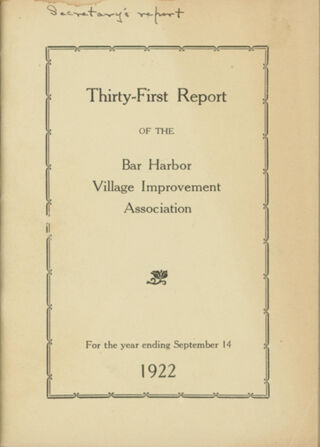 Secretary's report
Thirty-First Report
OF THE
Bar Harbor
Village Improvement
Association
For the year ending September 14
1922